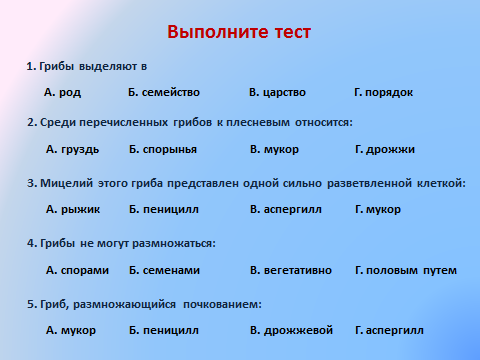 Выполните тест
1. Грибы выделяют в
А. род Б. семейство В. царство Г. порядок
2. Среди перечисленных грибов к плесневым относится:
А. груздь Б. спорынья В. мукор Г. дрожжи
3. Мицелий этого гриба представлен одной сильно разветвленной клеткой:
А. рыжик Б. пеницилл В. аспергилл Г. мукор
4. Грибы не могут размножаться:
А. спорами Б. семенами В. вегетативно Г. половым путем
5. Гриб, размножающийся почкованием:
А. мукор Б. пеницилл В. дрожжевой Г. аспергилл